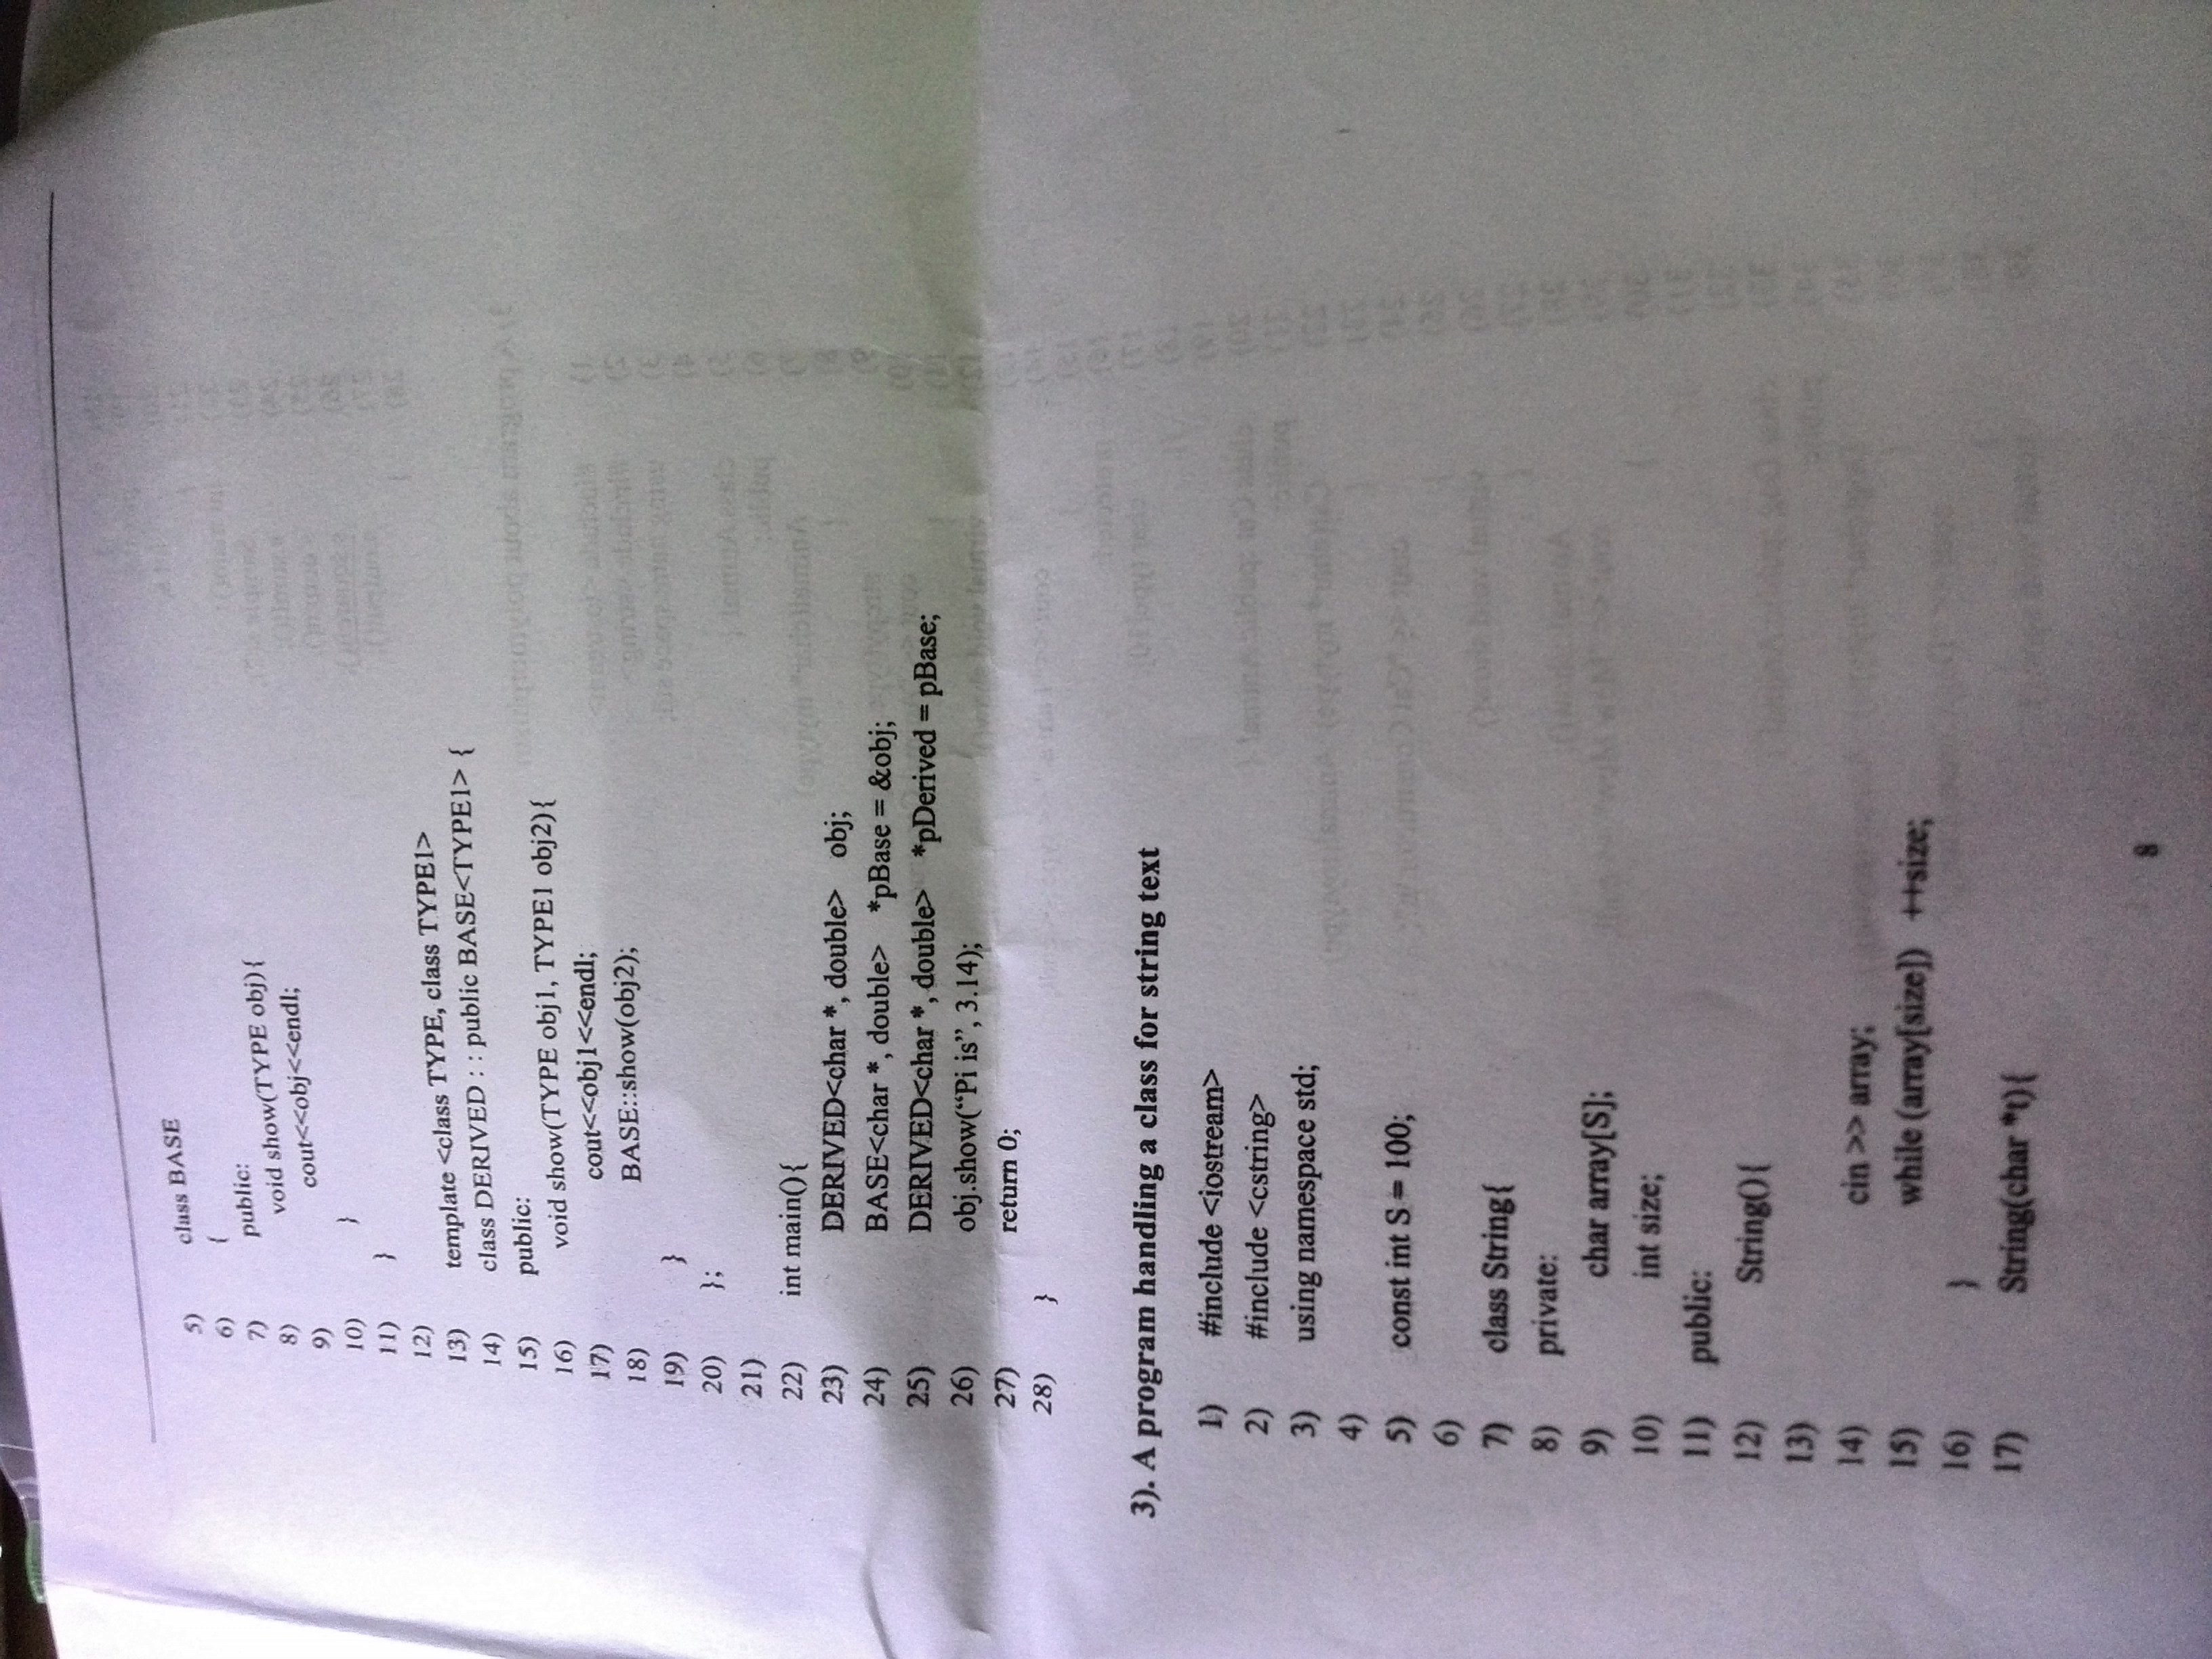 5) class BASE
6) {
7) public:
8) void show(TYPE obj){
9) cout<<obj<<endl;
10) }
11) }
12)
13) template <class TYPE, class TYPE1>
14) class DERIVED : : public BASE<TYPE1> {
15) public:
16) void show(TYPE obj1, TYPE1 obj2){
17) cout<<obj1<<endl;
18) BASE::show(obj2);
19) }
20) };
21)
22) int main(){
23) DERIVED<char *, double> obj;
24) BASE<char *, double> *pBase = &obj;
25) DERIVED<char *, double> *pDerived = pBase;
26) obj.show(“Pi is”, 3.14);
27) return 0;
28) }
3). A program handling a class for string text
1) #include <iostream>
2) #include <cstring>
3) using namespace std;
4)
5) const int S = 100;
6)
7) class String{
8) private:
9) char array[S];
10) int size;
11) public:
12) String(){
13)
14) cin >> array;
15) while (array[size]) ++size;
16) }
17) String(char *t){
8